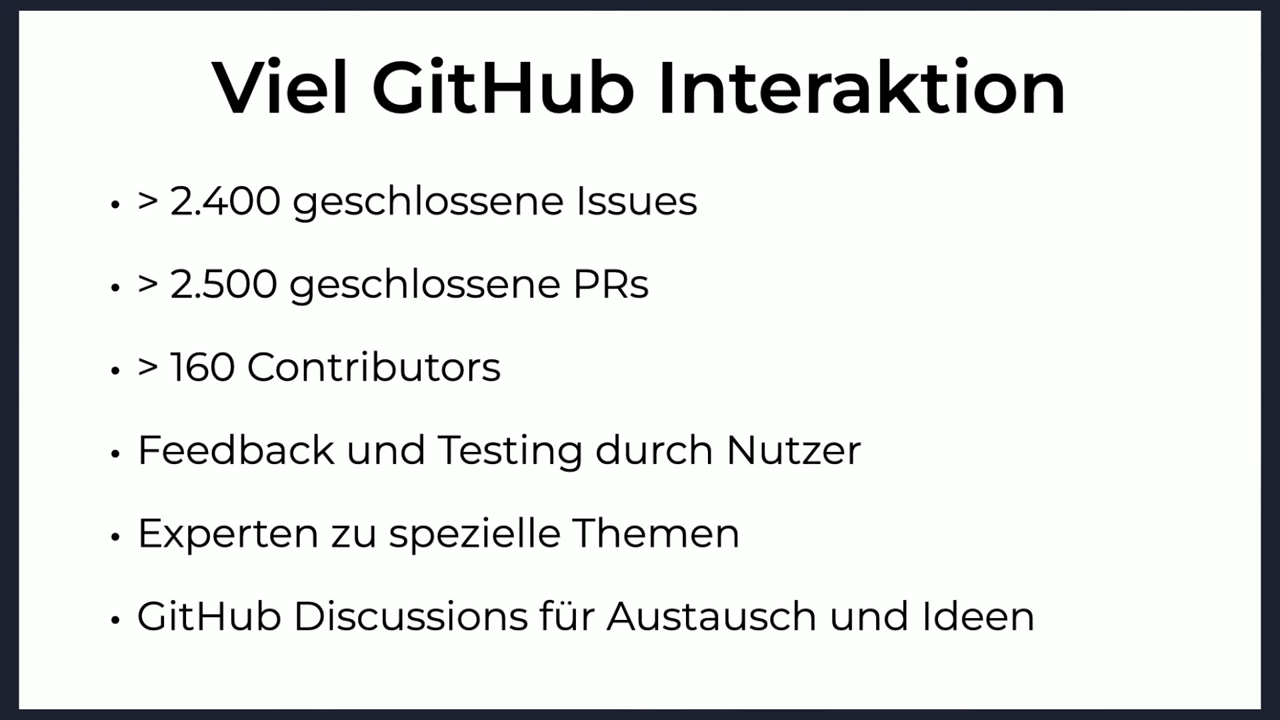 Viel GitHub Interaktion
• > 2.400 geschlossene Issues
• > 2.500 geschlossene PRs
• > 160 Contributors
• Feedback und Testing durch Nutzer
• Experten zu spezielle Themen
• GitHub Discussions für Austausch und Ideen